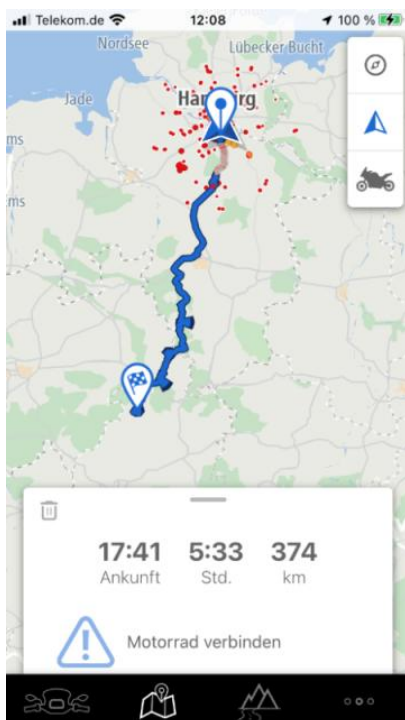 Telekom.de
12:08
100 %
Nordsee
Lübecker Bucht
Jade
Hamburg
ms
ms
17:41 5:33 374
Ankunft Std. km
Motorrad verbinden